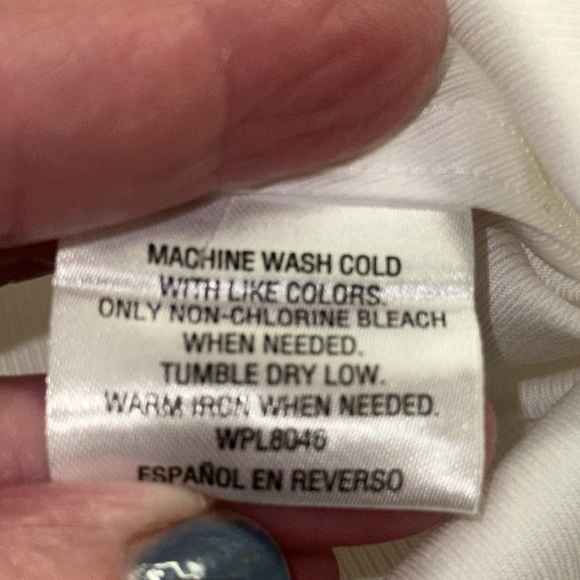 MACHINE WASH COLD
WITH LIKE COLORS.
ONLY NON-CHLORINE BLEACH
WHEN NEEDED.
TUMBLE DRY LOW.
WARM IRON WHEN NEEDED.
WPL8046
ESPAÑOL EN REVERSO